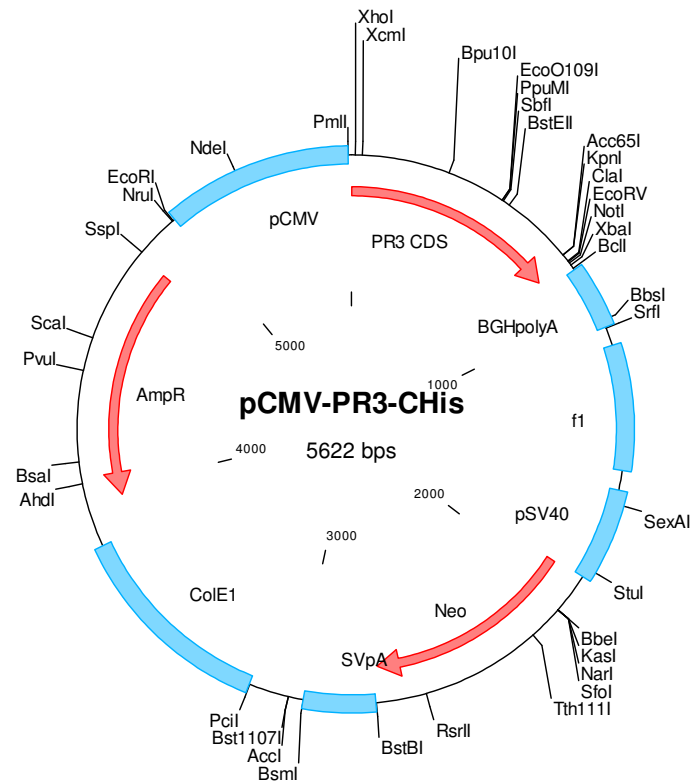 XhoI
XcmI
Bpu10I
EcoO109I
PpuMI
SbfI
BstEII
PmlI
NdeI
Acc65I
KpnI
ClaI
EcoRV
NotI
XbaI
BclI
EcoRI
NruI
SspI
pCMV
PR3 CDS
BbsI
SrfI
BGHpolyA
ScaI
5000
PvuI
1000
AmpR
pCMV-PR3-CHis
f1
4000
5622 bps
BsaI
AhdI
2000
pSV40
SexAI
3000
ColE1
Neo
StuI
SVpA
BbeI
KasI
NarI
SfoI
Tth111I
PciI
Bst1107I
AccI
BsmI
BstBI
RsrII